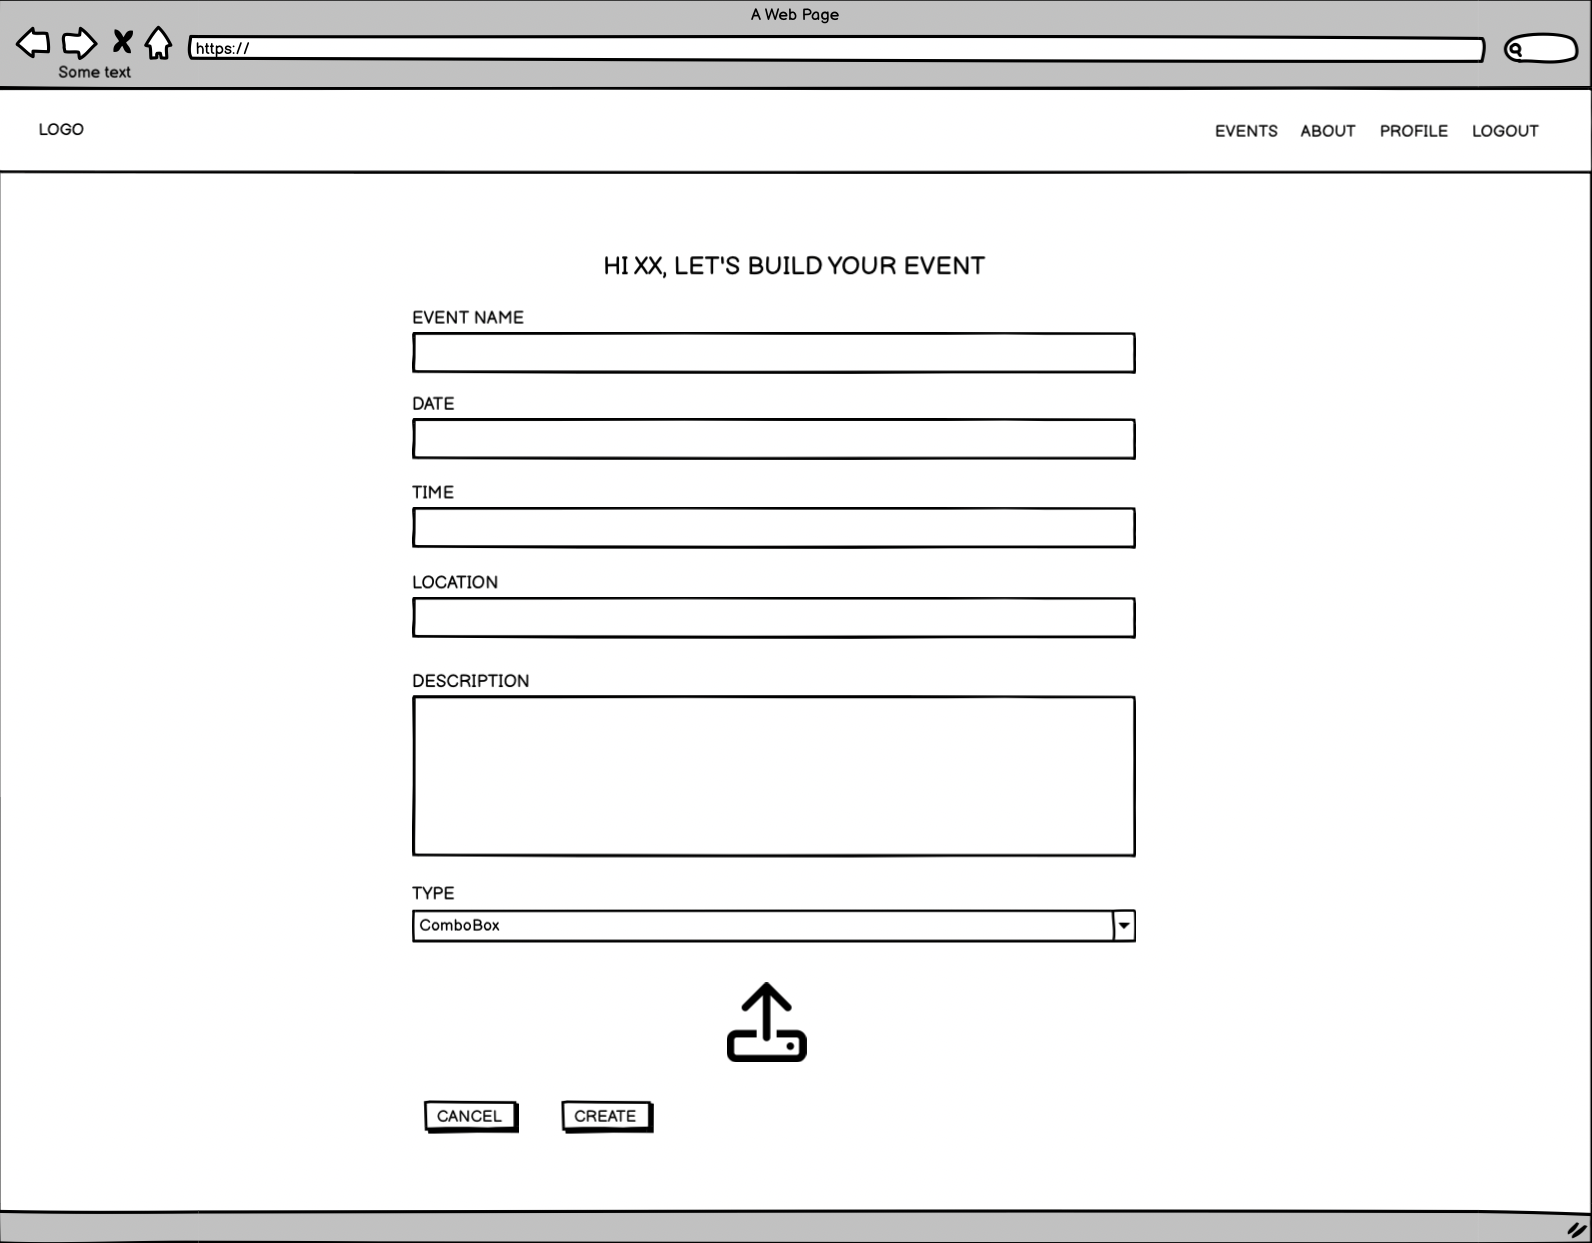 A Web Page
https://
Some text
LOGO
EVENTS ABOUT PROFILE LOGOUT
HI XX, LET'S BUILD YOUR EVENT
EVENT NAME
DATE
TIME
LOCATION
DESCRIPTION
TYPE
ComboBox
CANCEL CREATE